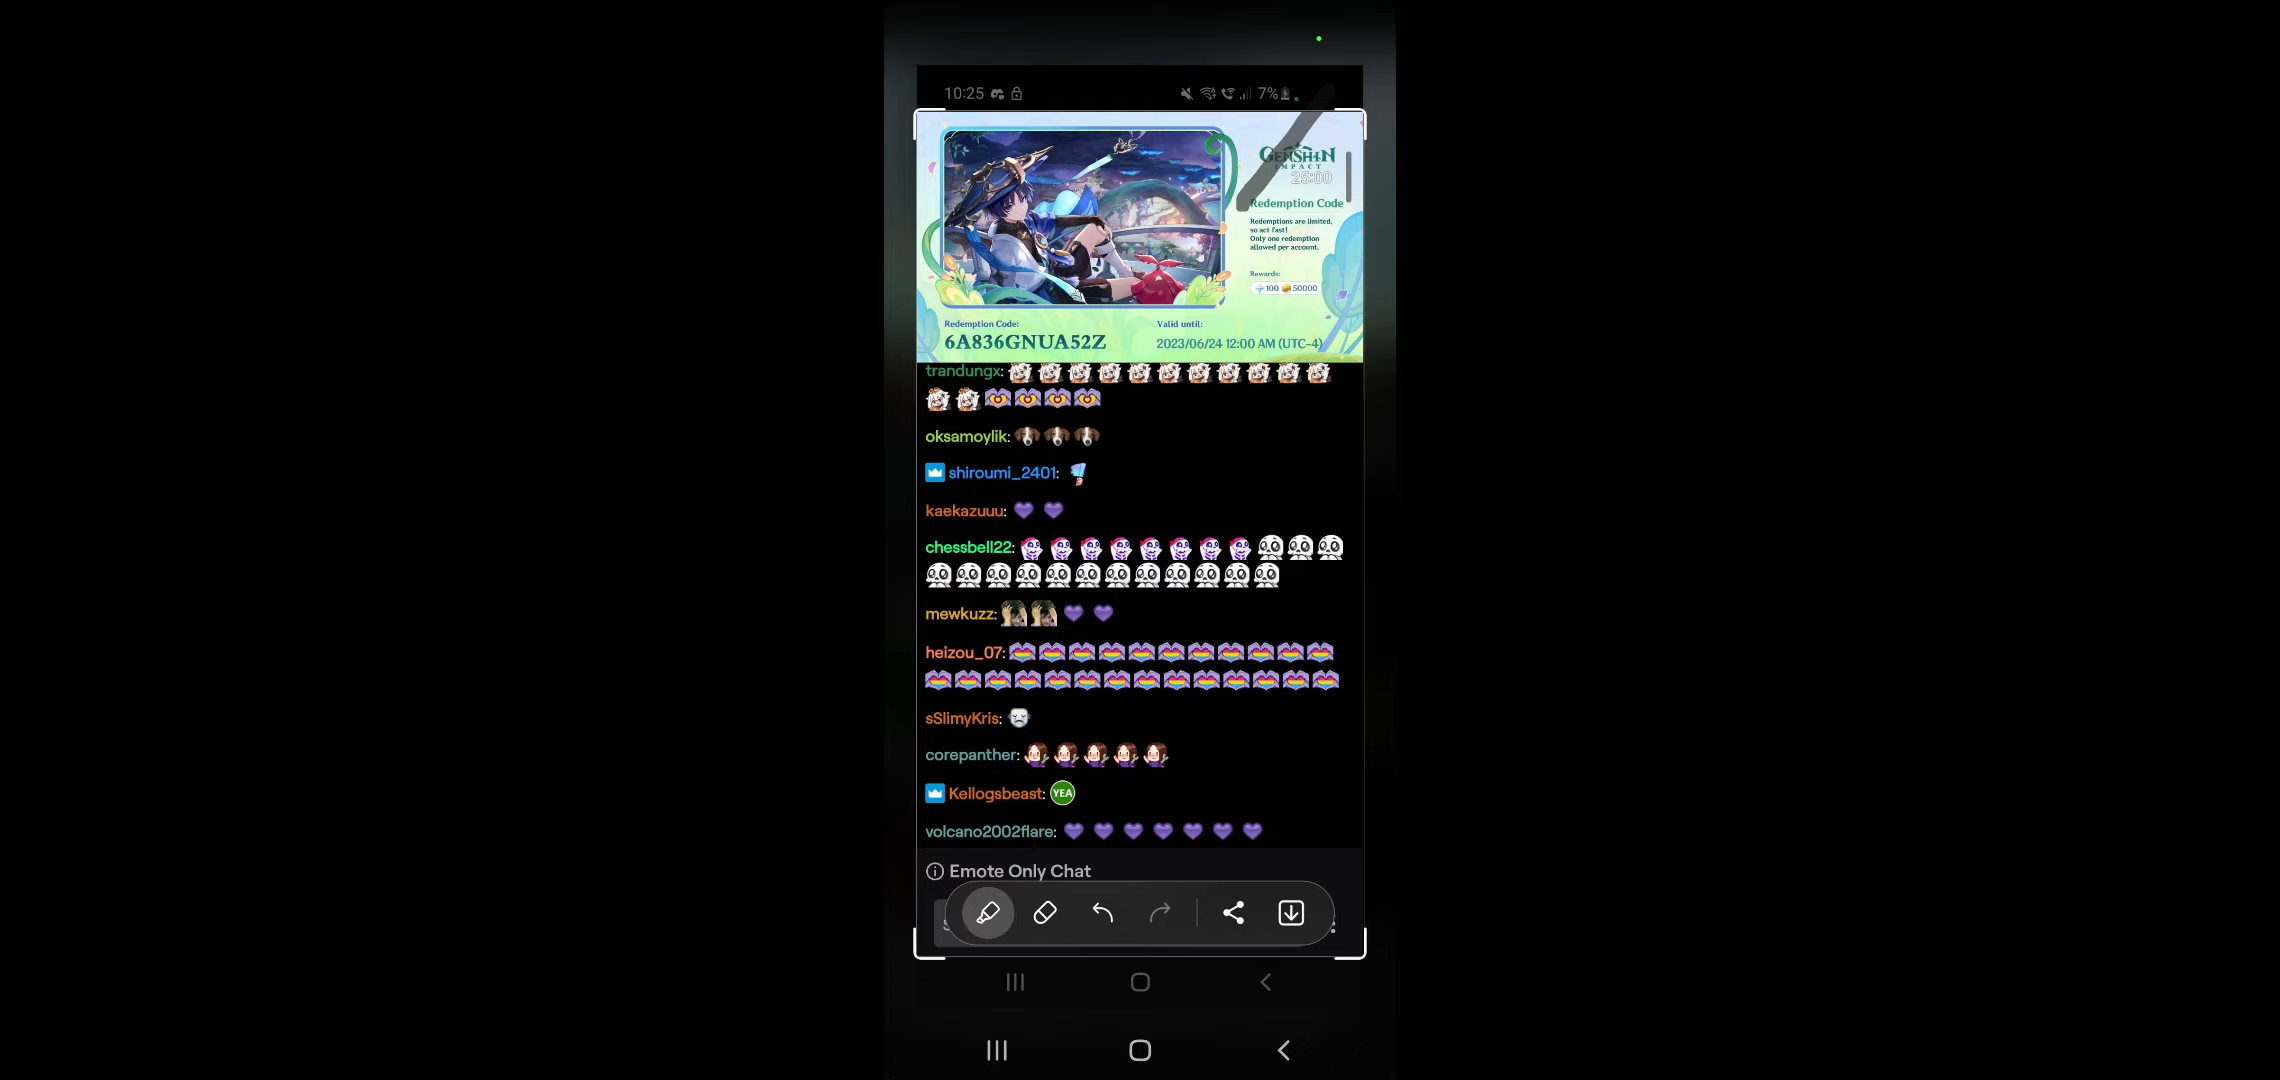 10:25
7%
GENSHIN
IMPACT
25:00
Redemption Code
Redemptions are limited,
so act fast!
Only one redemption
allowed per account.
Rewards:
100 50000
Redemption Code:
6A836GNUA52Z
Valid until:
2023/06/24 12:00 AM (UTC-4)
trandungx:
oksamoylik:
shiroumi_2401:
kaekazuuu:
chessbell22:
mewkuzz:
heizou_07:
sSlimyKris:
corepanther:
Kellogsbeast: YEA
volcano2002flare:
Emote Only Chat